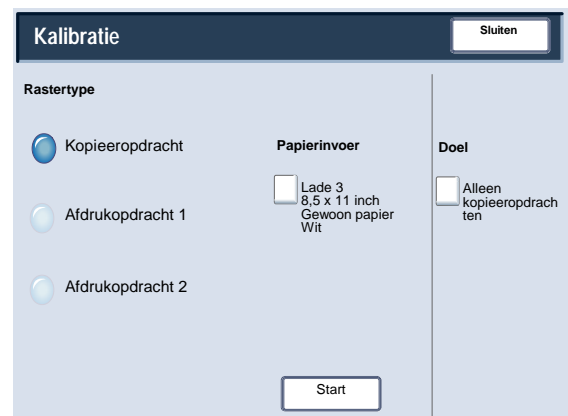 Kalibratie
Sluiten
Rastertype
Kopieeropdracht
Papierinvoer
Doel
Lade 3
8,5 x 11 inch
Gewoon papier
Wit
Alleen
kopieeropdrach
ten
Afdrukopdracht 1
Afdrukopdracht 2
Start